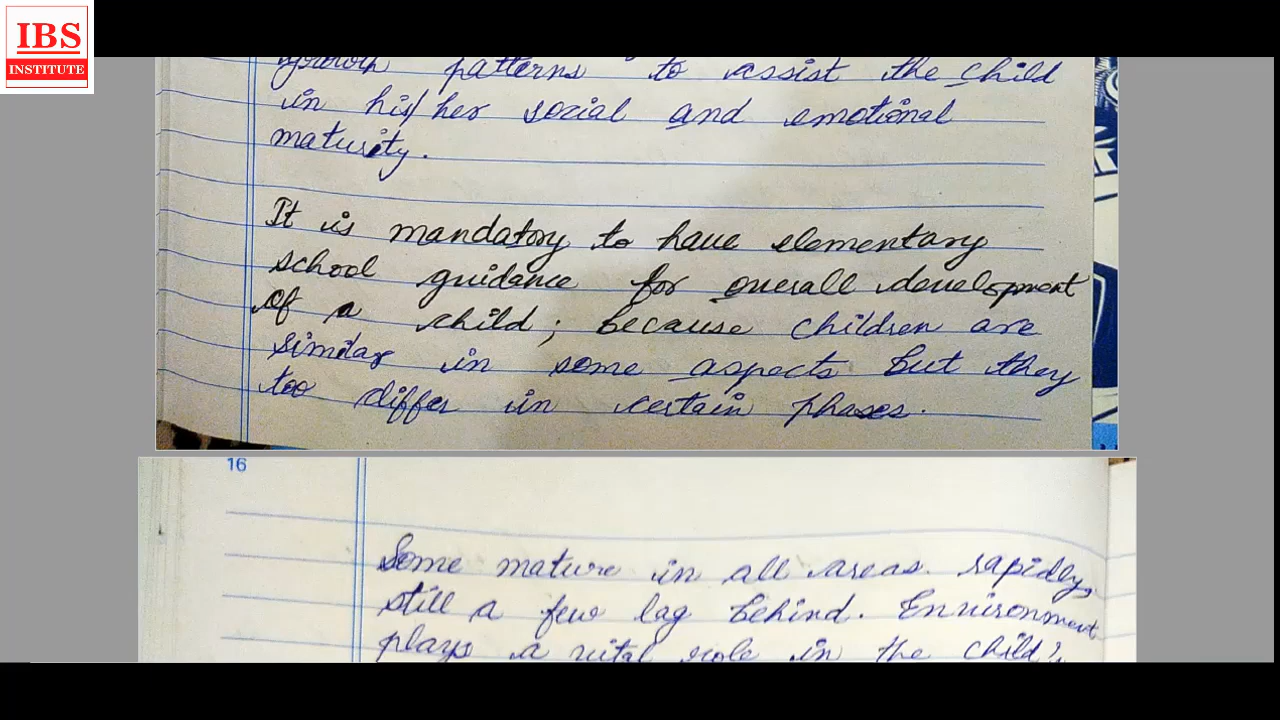 IBS
INSTITUTE
growth patterns to assist the child
in his/her social and emotional
maturity.
It is mandatory to have elementary
school guidance for overall development
of a child; because children are
similar in some aspects but they
too differ in certain phases.
16
Some mature in all areas rapidly,
still a few lag behind. Environment
plays a vital role in the child's